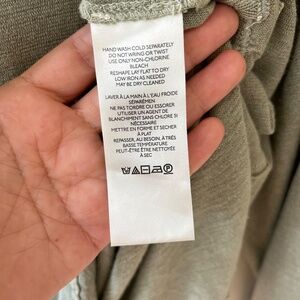 HAND WASH COLD SEPARATELY
DO NOT WRING OR TWIST
USE ONLY NON-CHLORINE
BLEACH
RESHAPE LAY FLAT TO DRY
LOW IRON AS NEEDED
MAY BE DRY CLEANED
LAVER À LA MAIN À L'EAU FROIDE
SÉPARÉMEN
NE PAS TORDRE OU ESSORER
UTILISER UN AGENT DE
BLANCHIMENT SANS CHLORE SI
NÉCESSAIRE
METTRE EN FORME ET SECHER
À PLAT
REPASSER, AU BESOIN, À TRÈS
BASSE TEMPÉRATURE
PEUT-ÊTRE ÊTRE NETTOYÉE
À SEC